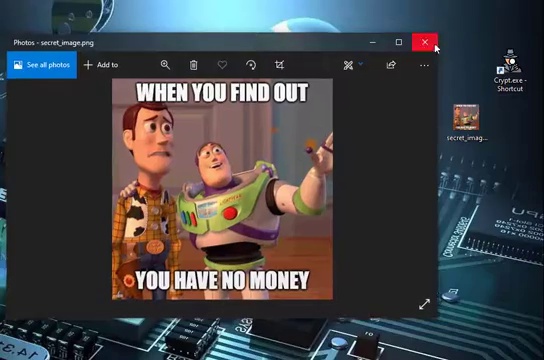 Photos - secret_image.png
See all photos
Add to
WHEN YOU FIND OUT
YOU HAVE NO MONEY
Crypt.exe -
Shortcut
secret_imag...